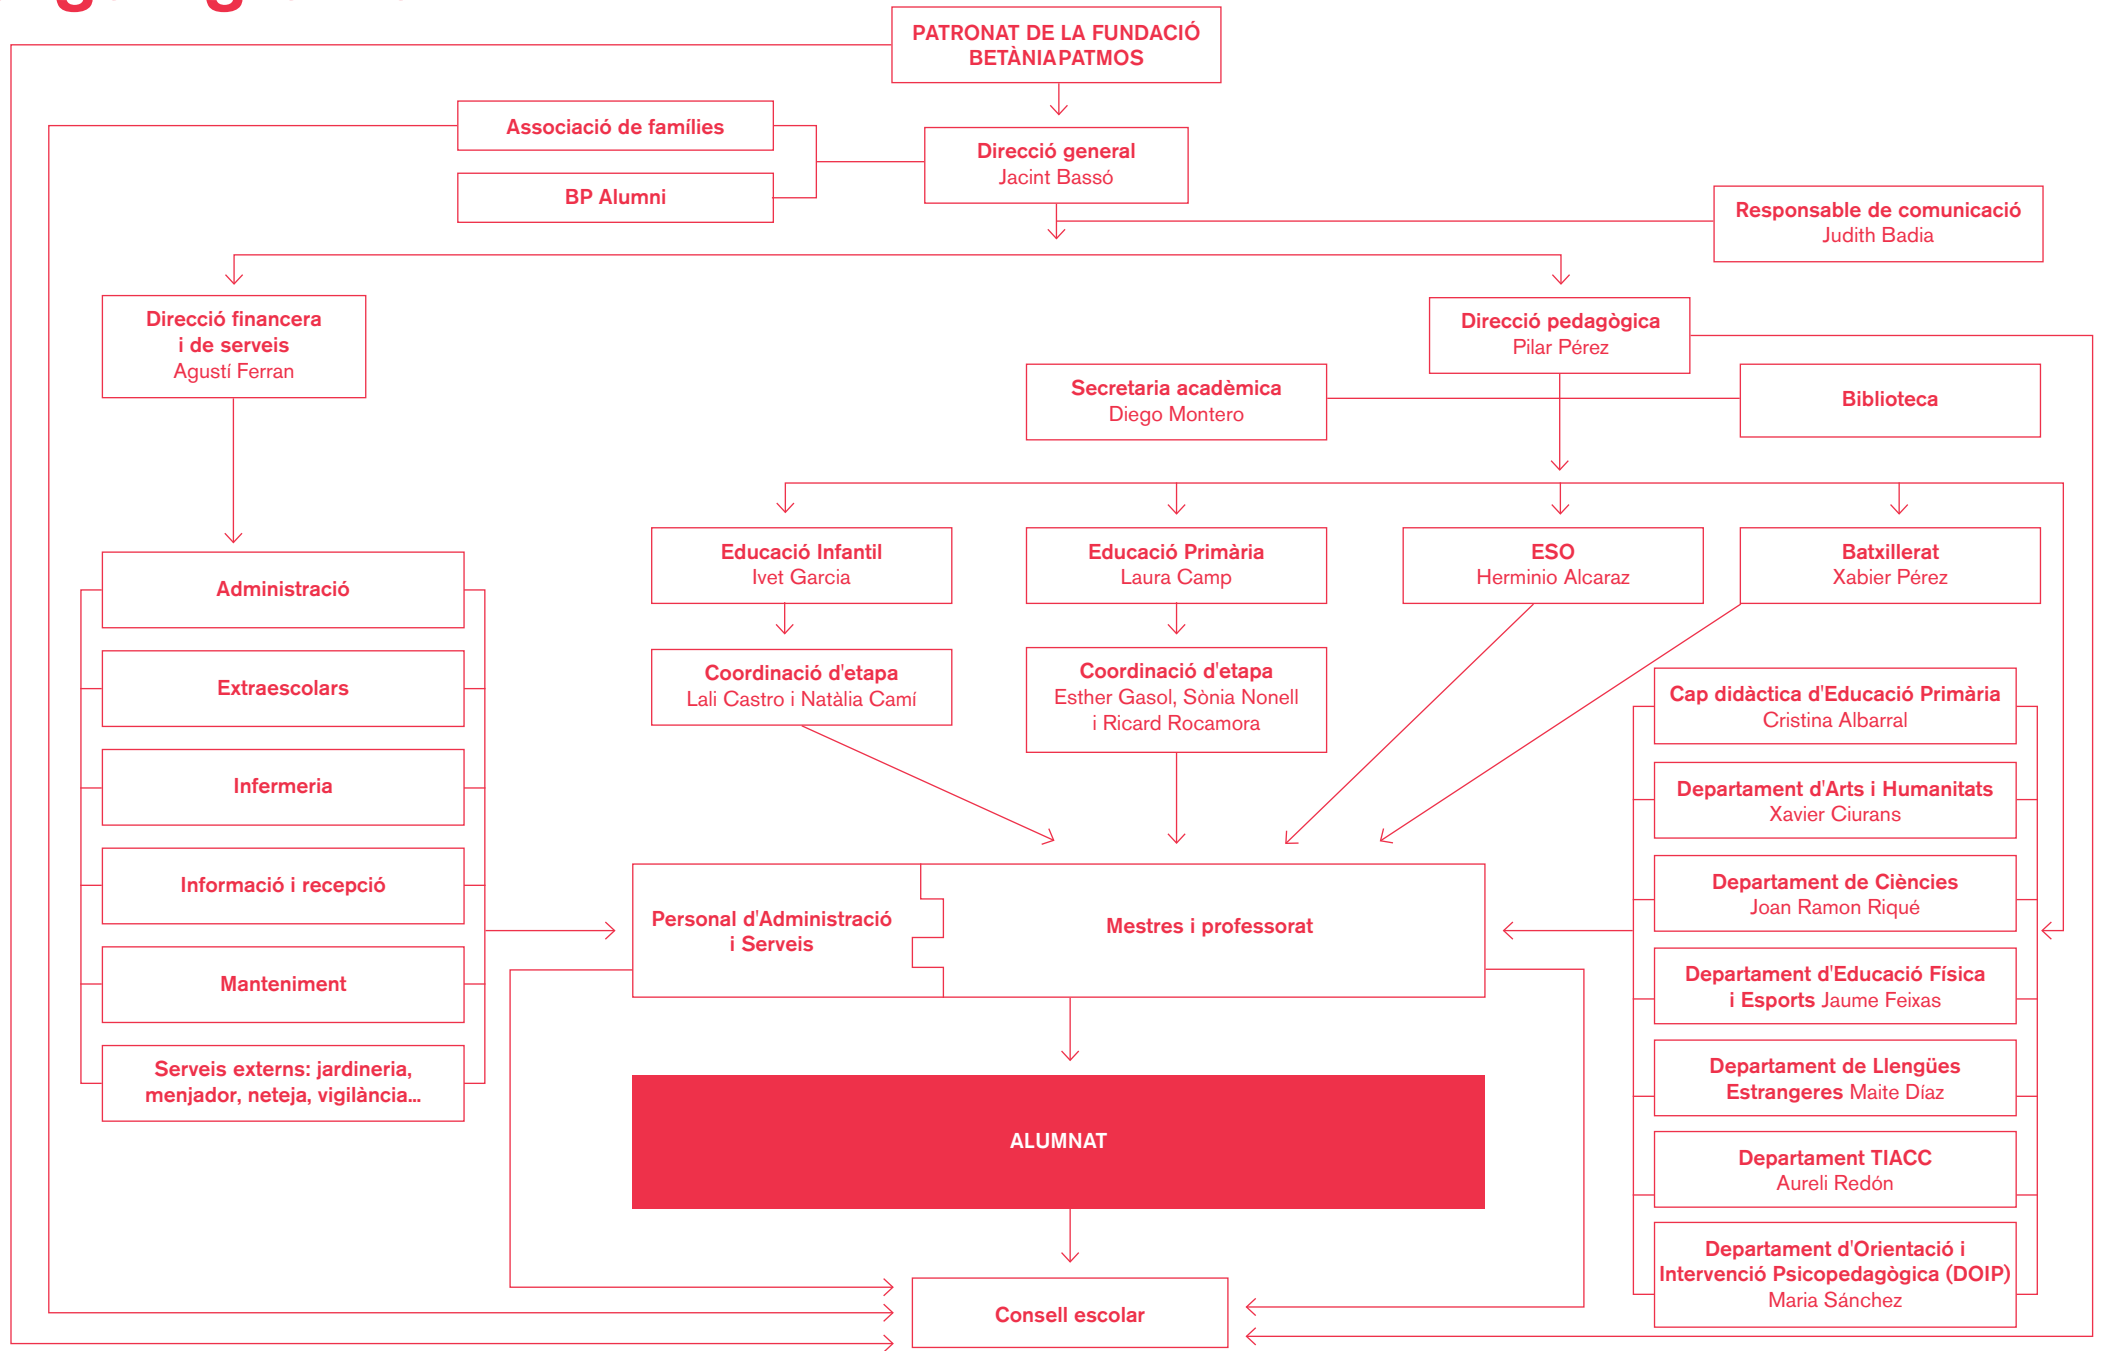 PATRONAT DE LA FUNDACIÓ
BETÀNIAPATMOS
Associació de famílies
Direcció general
Jacint Bassó
BP Alumni
Responsable de comunicació
Judith Badia
Direcció financera
i de serveis
Agustí Ferran
Direcció pedagògica
Pilar Pérez
Secretaria acadèmica
Diego Montero
Biblioteca
Educació Infantil
Ivet Garcia
Educació Primària
Laura Camp
ESO
Herminio Alcaraz
Batxillerat
Xabier Pérez
Administració
Extraescolars
Infermeria
Informació i recepció
Manteniment
Serveis externs: jardineria,
menjador, neteja, vigilància...
Coordinació d'etapa
Lali Castro i Natàlia Camí
Coordinació d'etapa
Esther Gasol, Sònia Nonell
i Ricard Rocamora
Cap didàctica d'Educació Primària
Cristina Albarral
Departament d'Arts i Humanitats
Xavier Ciurans
Departament de Ciències
Joan Ramon Riqué
Departament d'Educació Física
i Esports Jaume Feixas
Departament de Llengües
Estrangeres Maite Díaz
Departament TIACC
Aureli Redón
Departament d'Orientació i
Intervenció Psicopedagògica (DOIP)
Maria Sánchez
Personal d'Administració
i Serveis
Mestres i professorat
ALUMNAT
Consell escolar